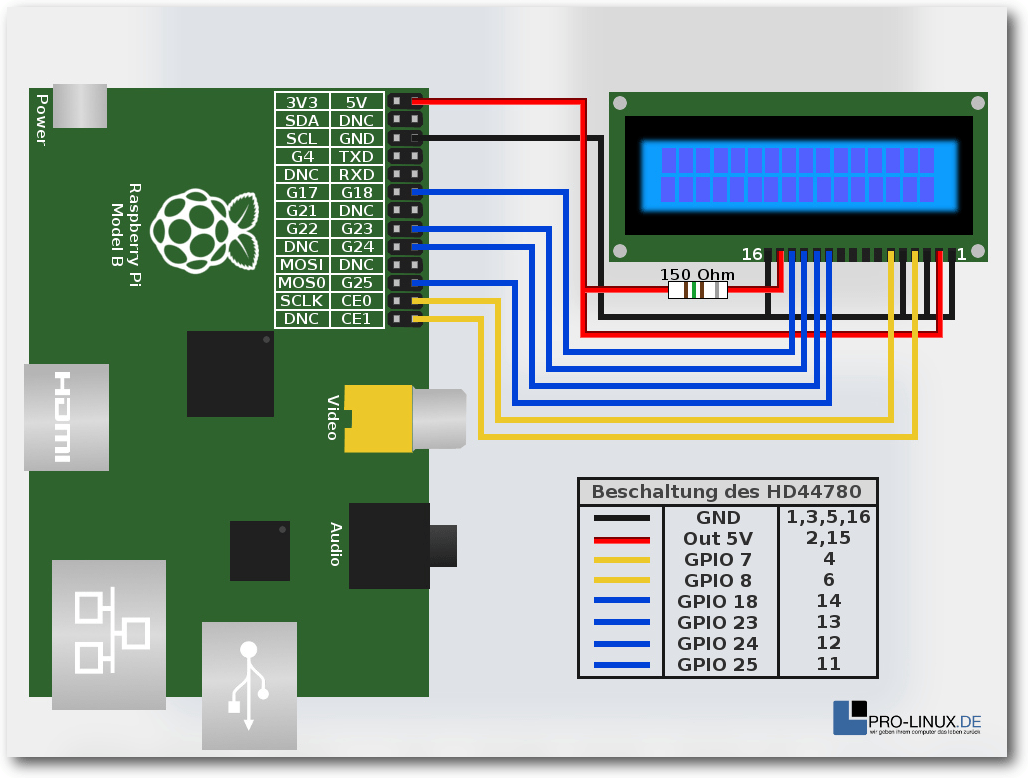 Power
3V3 5V
SDA DNC
SCL GND
G4 TXD
DNC RXD
G17 G18
G21 DNC
G22 G23
DNC G24
MOSI DNC
MOS0 G25
SCLK CE0
DNC CE1
Raspberry Pi
Model B
16 1
150 Ohm
HDMI
Video
Audio
Beschaltung des HD44780
GND 1,3,5,16
Out 5V 2,15
GPIO 7 4
GPIO 8 6
GPIO 18 14
GPIO 23 13
GPIO 24 12
GPIO 25 11
PRO-LINUX.DE
wir geben ihrem computer das leben zurück